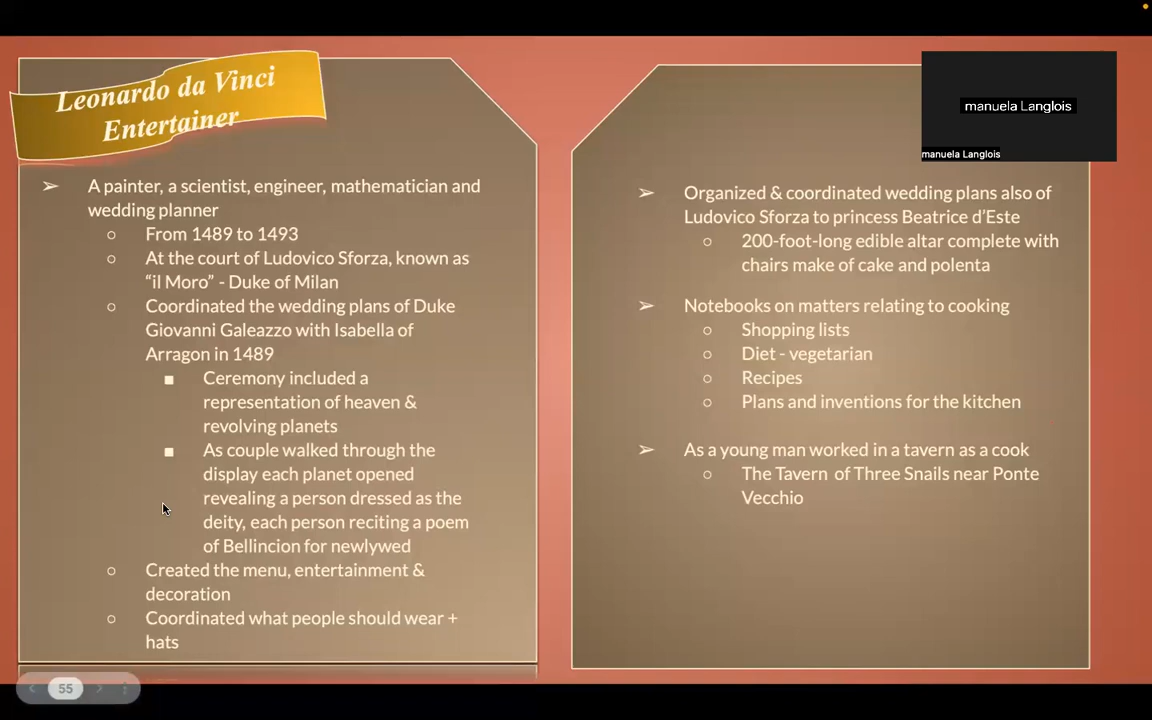 Leonardo da Vinci
Entertainer
➢ A painter, a scientist, engineer, mathematician and
wedding planner
○ From 1489 to 1493
○ At the court of Ludovico Sforza, known as
“il Moro” - Duke of Milan
○ Coordinated the wedding plans of Duke
Giovanni Galeazzo with Isabella of
Arragon in 1489
■ Ceremony included a
representation of heaven &
revolving planets
■ As couple walked through the
display each planet opened
revealing a person dressed as the
deity, each person reciting a poem
of Bellincion for newlywed
○ Created the menu, entertainment &
decoration
○ Coordinated what people should wear +
hats
➢ Organized & coordinated wedding plans also of
Ludovico Sforza to princess Beatrice d’Este
○ 200-foot-long edible altar complete with
chairs make of cake and polenta
➢ Notebooks on matters relating to cooking
○ Shopping lists
○ Diet - vegetarian
○ Recipes
○ Plans and inventions for the kitchen
➢ As a young man worked in a tavern as a cook
○ The Tavern of Three Snails near Ponte
Vecchio
manuela Langlois
manuela Langlois
55